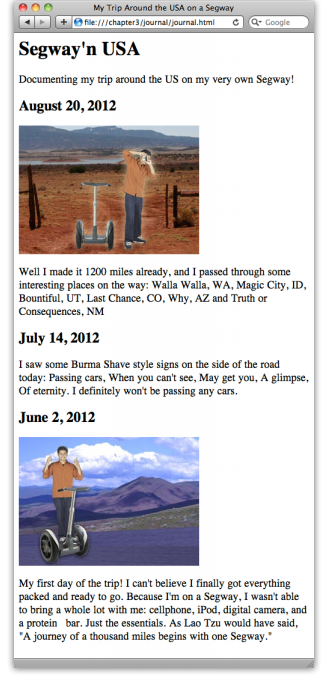 My Trip Around the USA on a Segway
file:///chapter3/journal/journal.html
Google
Segway'n USA
Documenting my trip around the US on my very own Segway!
August 20, 2012
Well I made it 1200 miles already, and I passed through some
interesting places on the way: Walla Walla, WA, Magic City, ID,
Bountiful, UT, Last Chance, CO, Why, AZ and Truth or
Consequences, NM
July 14, 2012
I saw some Burma Shave style signs on the side of the road
today: Passing cars, When you can't see, May get you, A glimpse,
Of eternity. I definitely won't be passing any cars.
June 2, 2012
My first day of the trip! I can't believe I finally got everything
packed and ready to go. Because I'm on a Segway, I wasn't able
to bring a whole lot with me: cellphone, iPod, digital camera, and
a protein bar. Just the essentials. As Lao Tzu would have said,
"A journey of a thousand miles begins with one Segway."